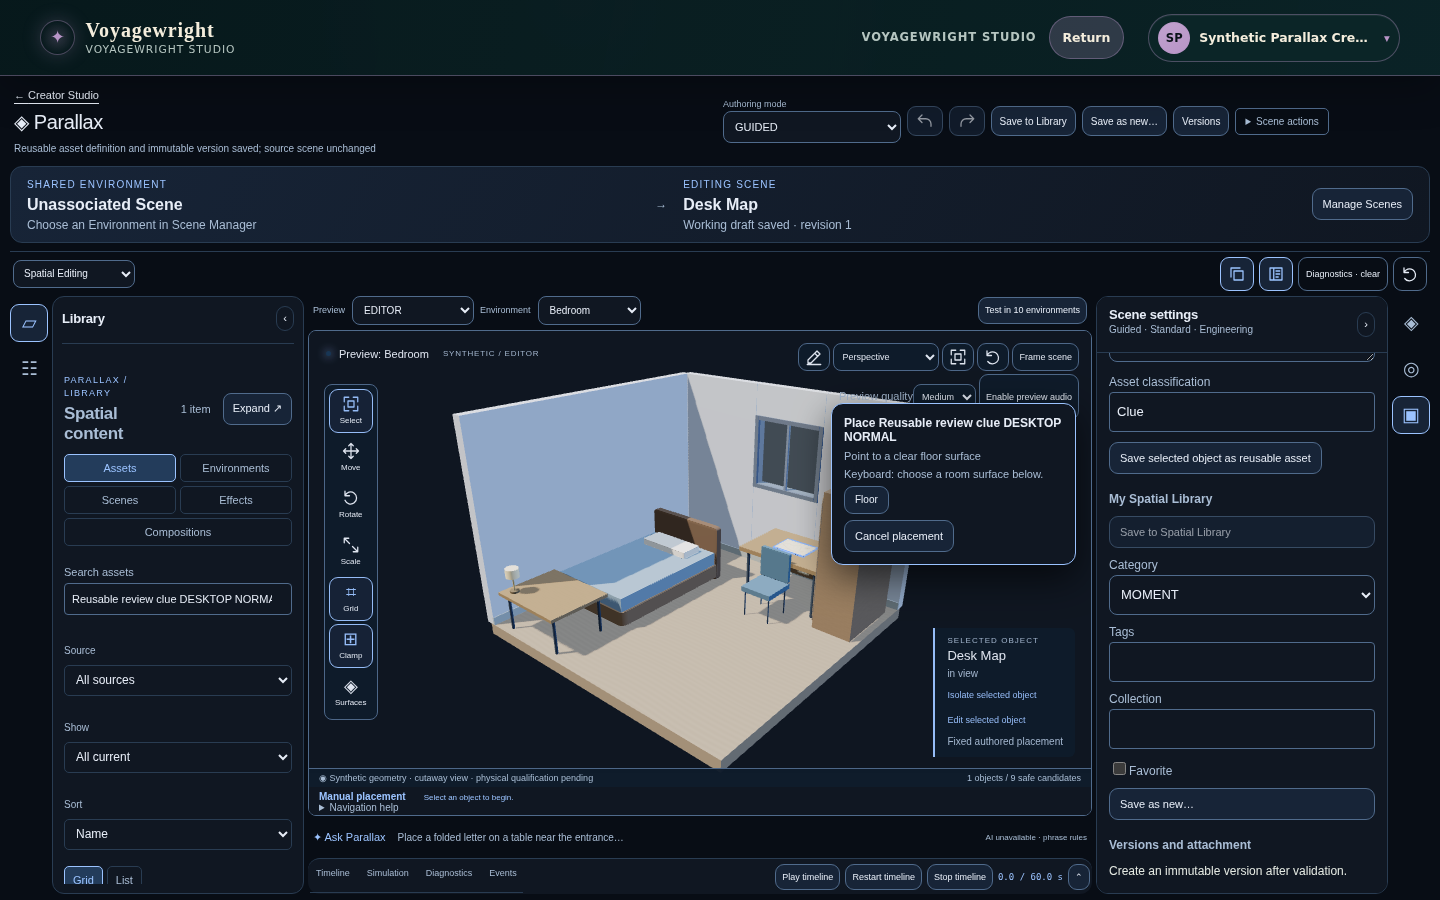 Voyagewright
VOYAGEWRIGHT STUDIO
VOYAGEWRIGHT STUDIO
Return
SP
Synthetic Parallax Cre…
← Creator Studio
◈ Parallax
Reusable asset definition and immutable version saved; source scene unchanged
Authoring mode
GUIDED
Save to Library
Save as new…
Versions
Scene actions
SHARED ENVIRONMENT
Unassociated Scene
Choose an Environment in Scene Manager
→
EDITING SCENE
Desk Map
Working draft saved · revision 1
Manage Scenes
Spatial Editing
Diagnostics · clear
Library
PARALLAX /
LIBRARY
Spatial
content
1 item
Expand ↗
Assets
Environments
Scenes
Effects
Compositions
Search assets
Reusable review clue DESKTOP NORMA
Source
All sources
Show
All current
Sort
Name
Grid
List
Preview
EDITOR
Environment
Bedroom
Test in 10 environments
Preview: Bedroom
SYNTHETIC / EDITOR
Perspective
Frame scene
Preview quality
Medium
Enable preview audio
Select
Move
Rotate
Scale
Grid
Clamp
Surfaces
Place Reusable review clue DESKTOP
NORMAL
Point to a clear floor surface
Keyboard: choose a room surface below.
Floor
Cancel placement
SELECTED OBJECT
Desk Map
in view
Isolate selected object
Edit selected object
Fixed authored placement
◉ Synthetic geometry · cutaway view · physical qualification pending
1 objects / 9 safe candidates
Manual placement
Select an object to begin.
Navigation help
✦ Ask Parallax
Place a folded letter on a table near the entrance…
AI unavailable · phrase rules
Timeline
Simulation
Diagnostics
Events
Play timeline
Restart timeline
Stop timeline
0.0 / 60.0 s
Scene settings
Guided · Standard · Engineering
Asset classification
Clue
Save selected object as reusable asset
My Spatial Library
Save to Spatial Library
Category
MOMENT
Tags
Collection
Favorite
Save as new…
Versions and attachment
Create an immutable version after validation.